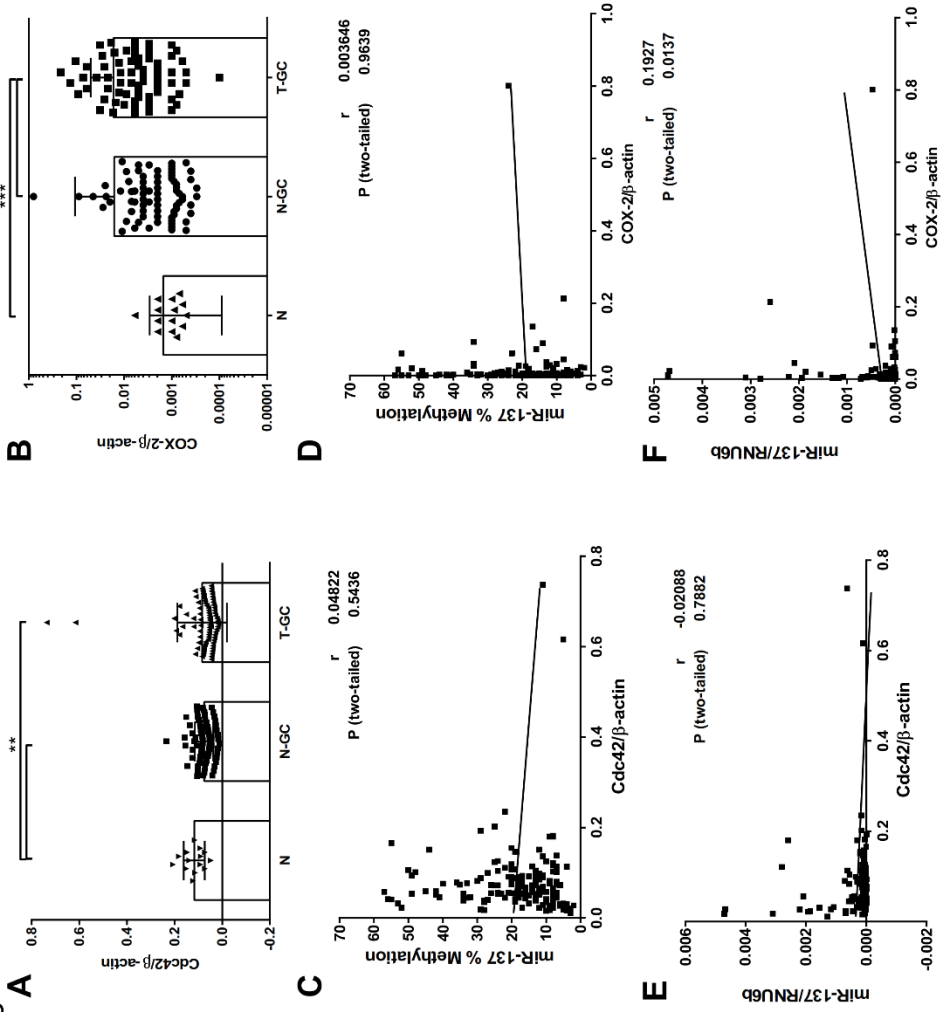 A
Cdc42/β-actin
0.8
0.6
0.4
0.2
0.0
-0.2
**
N
N-GC
T-GC
B
COX-2/β-actin
1
0.1
0.01
0.001
0.0001
0.00001
***
N
N-GC
T-GC
C
miR-137 % Methylation
70
60
50
40
30
20
10
0
r 0.04822
P (two-tailed) 0.5436
0.0
0.2
0.4
0.6
0.8
Cdc42/β-actin
D
miR-137 % Methylation
70
60
50
40
30
20
10
0
r 0.003646
P (two-tailed) 0.9639
0.0
0.2
0.4
0.6
0.8
1.0
COX-2/β-actin
E
miR-137/RNU6b
0.006
0.004
0.002
0.000
-0.002
r -0.02088
P (two-tailed) 0.7882
0.2
0.4
0.6
0.8
Cdc42/β-actin
F
miR-137/RNU6b
0.005
0.004
0.003
0.002
0.001
0.000
r 0.1927
P (two-tailed) 0.0137
0.0
0.2
0.4
0.6
0.8
1.0
COX-2/β-actin